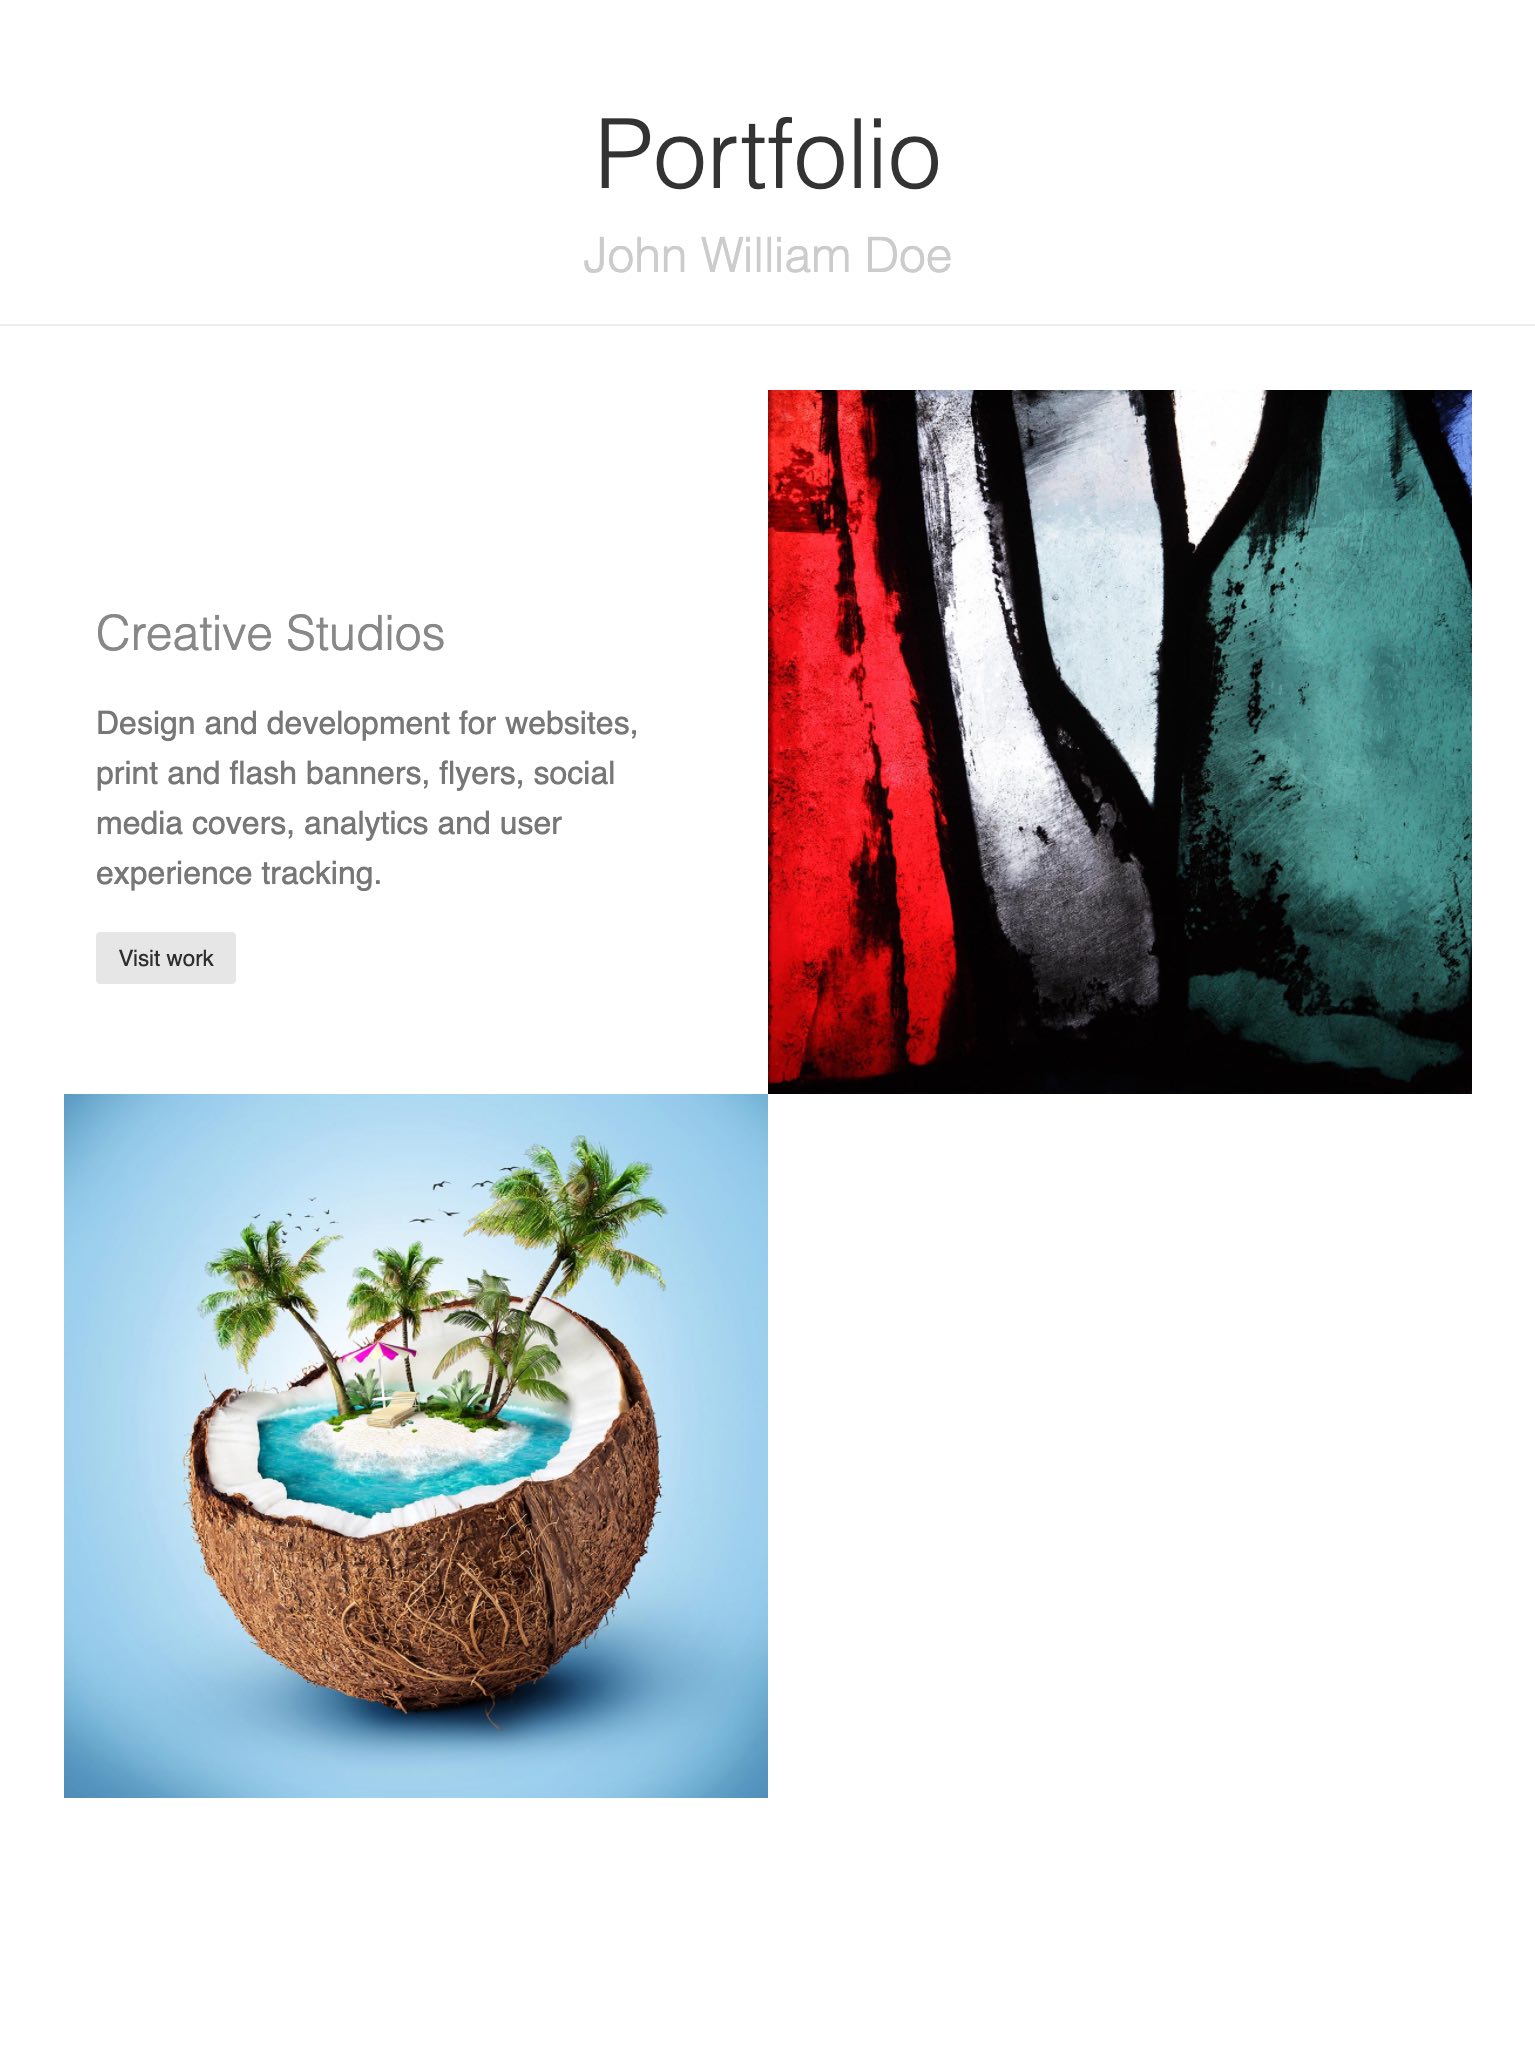 Portfolio
John William Doe
Creative Studios
Design and development for websites,
print and flash banners, flyers, social
media covers, analytics and user
experience tracking.
Visit work